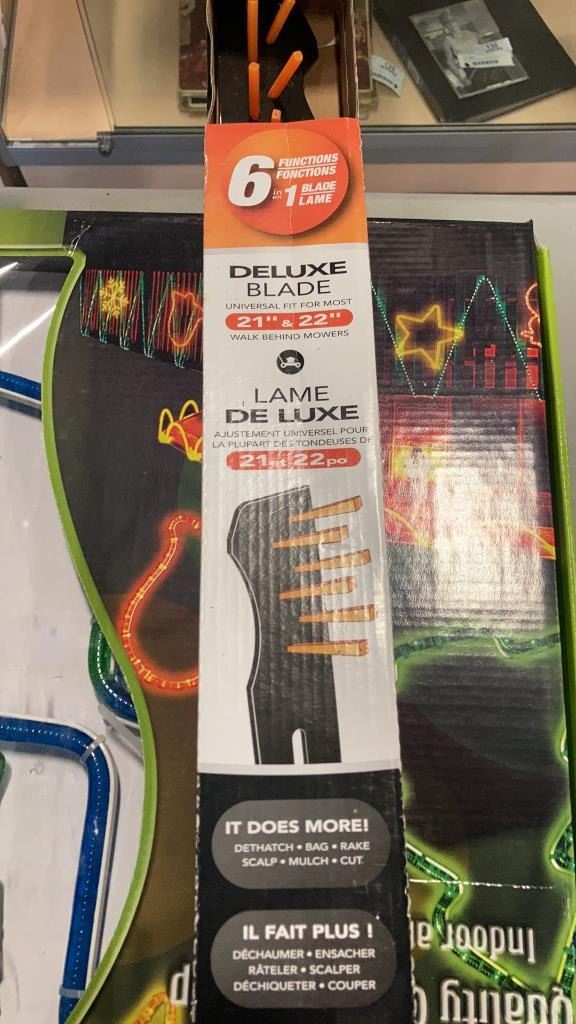 6
in
en
1
FUNCTIONS
FONCTIONS
BLADE
LAME
DELUXE
BLADE
UNIVERSAL FIT FOR MOST
21" & 22"
WALK BEHIND MOWERS
LAME
DE LUXE
AJUSTEMENT UNIVERSEL POUR
LA PLUPART DES TONDEUSES DE
21 et 22 po
IT DOES MORE!
DETHATCH • BAG • RAKE
SCALP • MULCH • CUT
IL FAIT PLUS !
DÉCHAUMER • ENSACHER
RÂTELER • SCALPER
DÉCHIQUETER • COUPER
Indoor
Quality